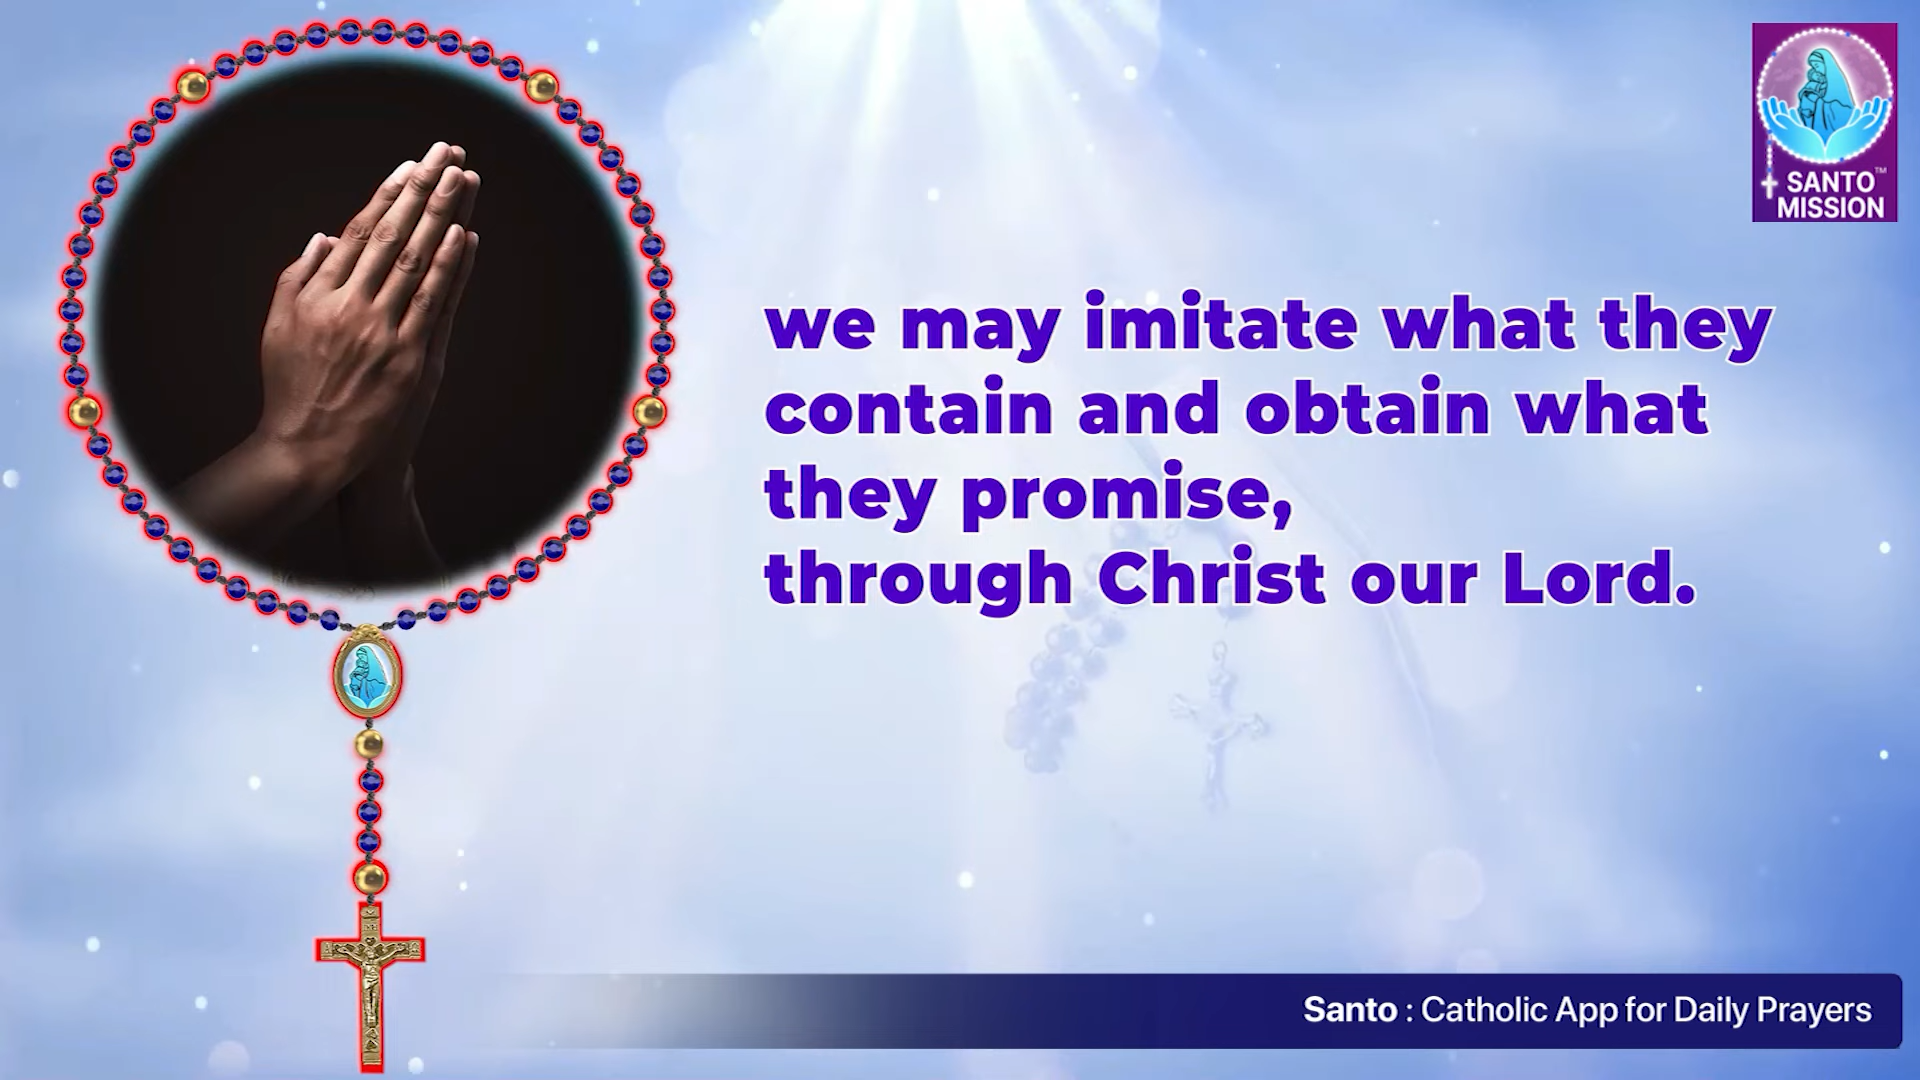 SANTO™
MISSION
we may imitate what they
contain and obtain what
they promise,
through Christ our Lord.
Santo : Catholic App for Daily Prayers